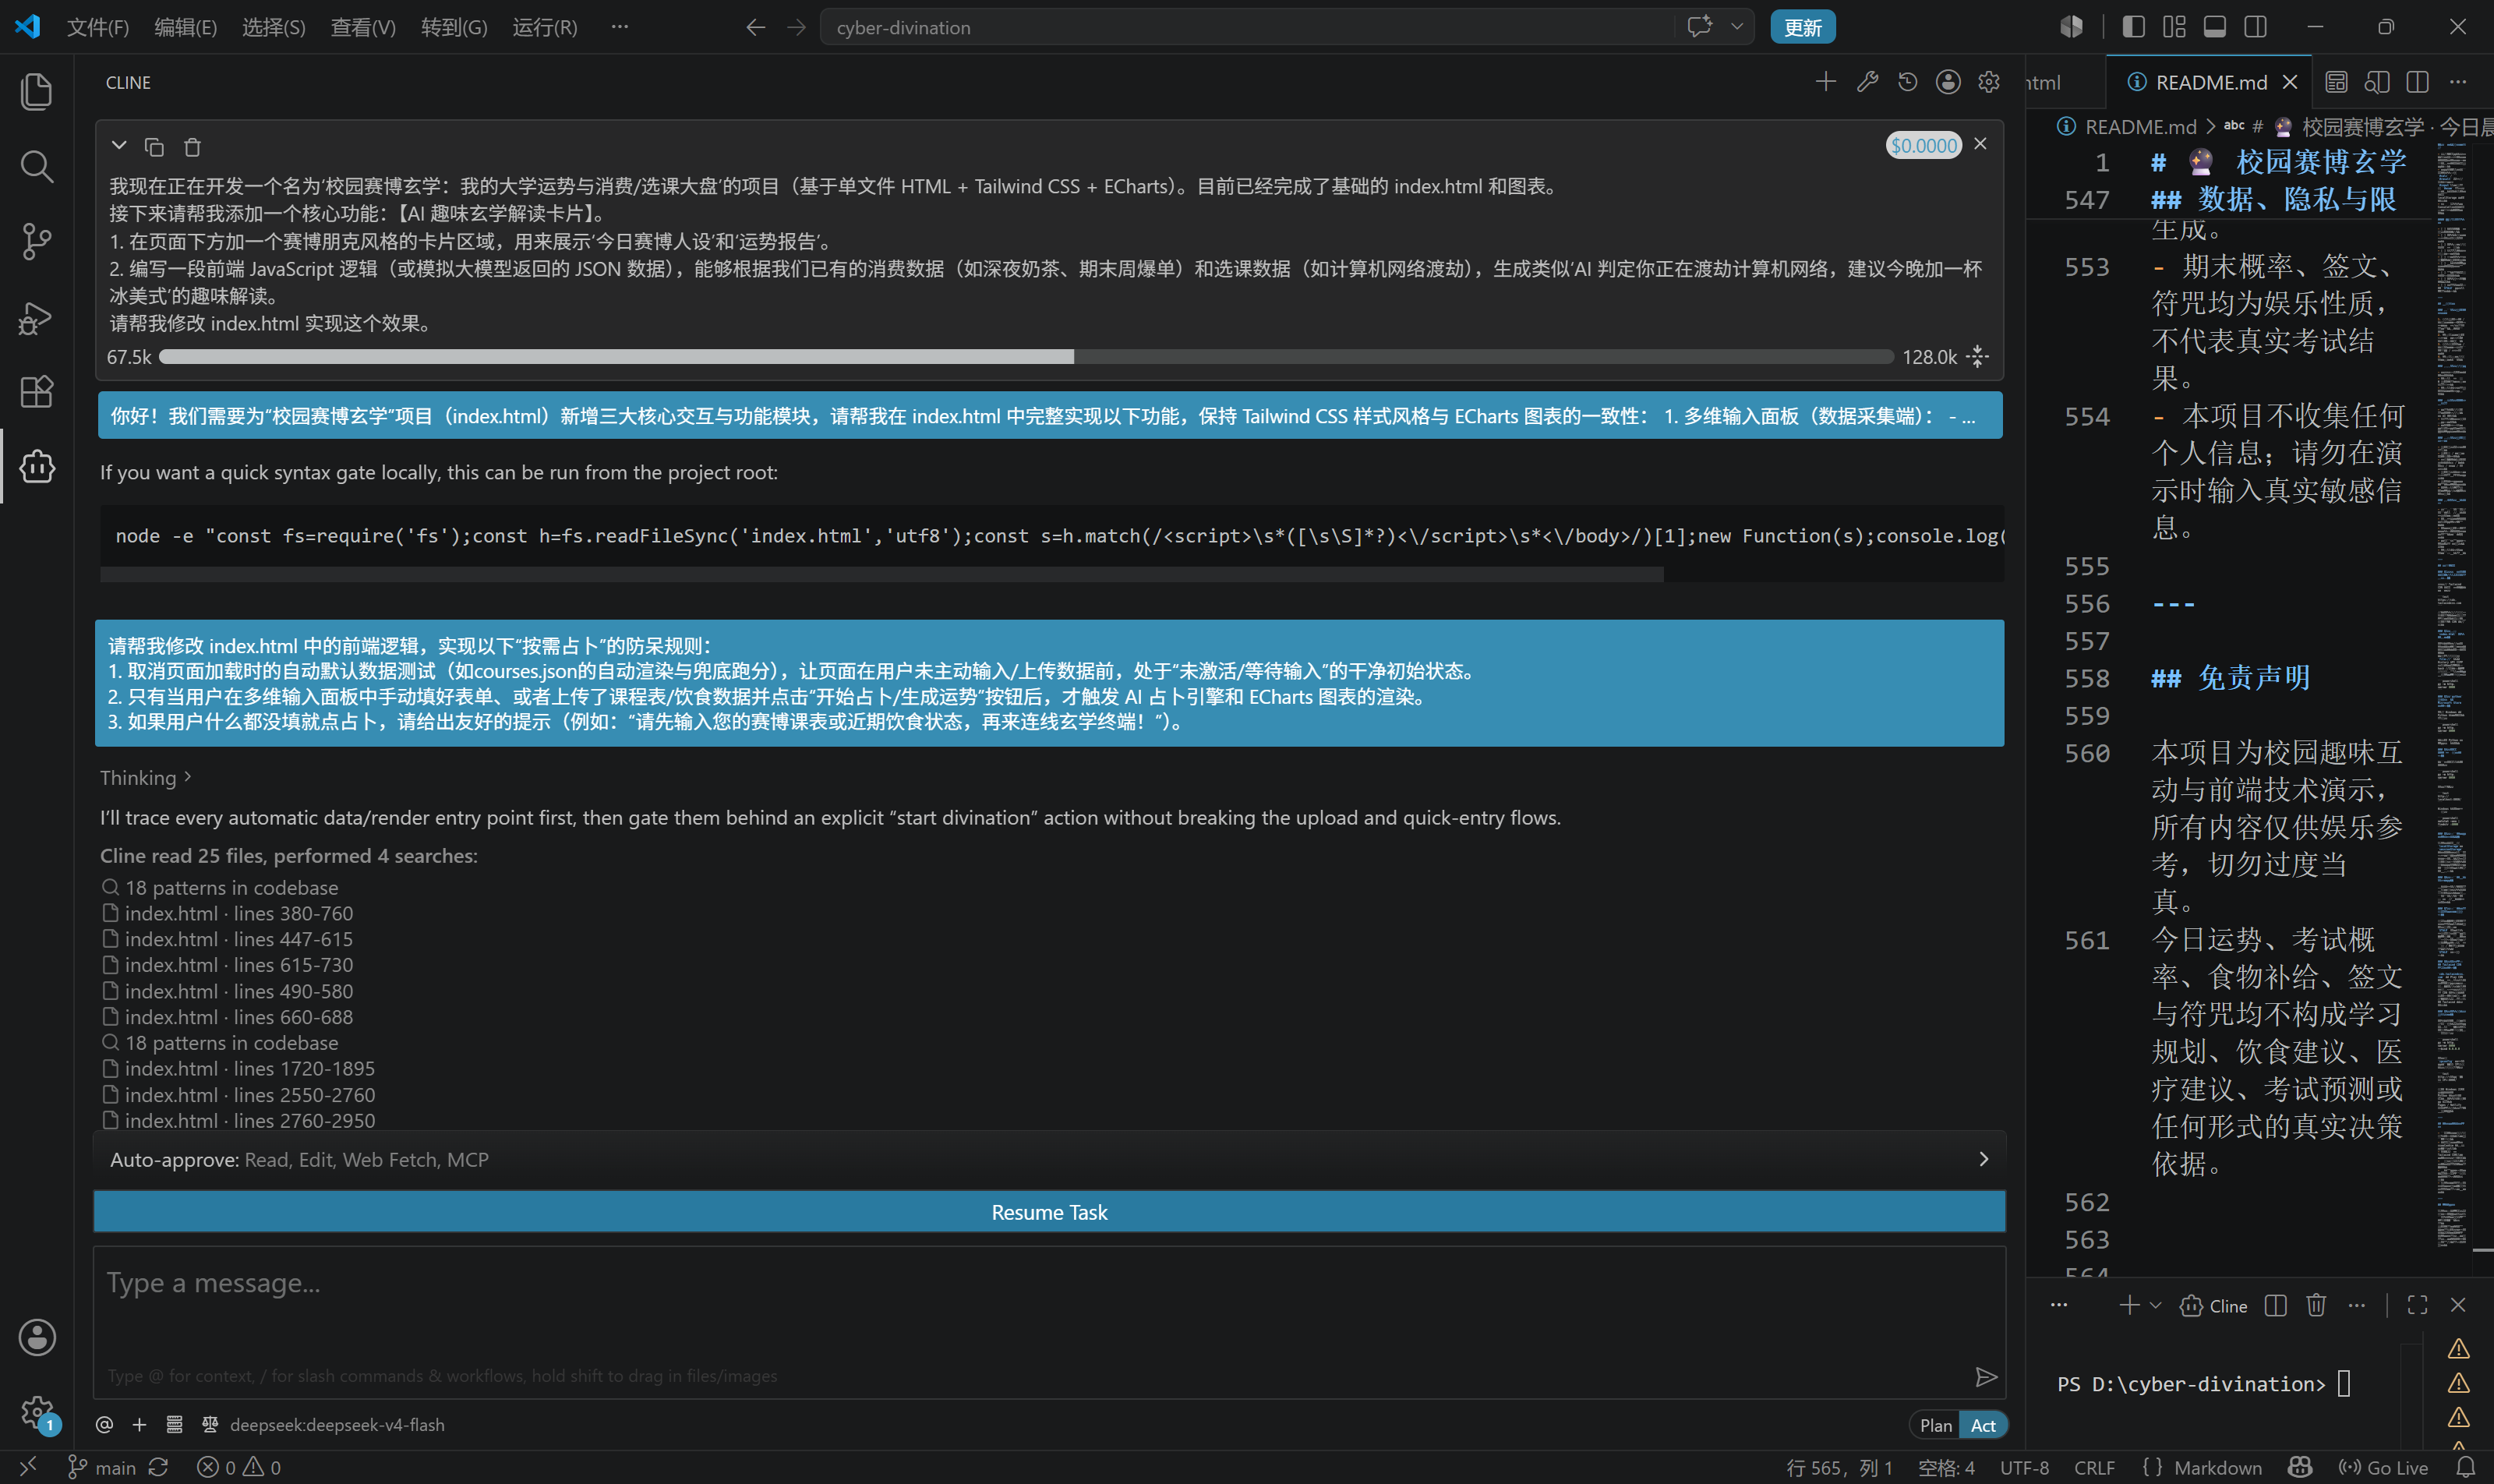 文件(F) 编辑(E) 选择(S) 查看(V) 转到(G) 运行(R) ··· cyber-divination 更新
CLINE
$0.0000
我现在正在开发一个名为'校园赛博玄学：我的大学运势与消费/选课大盘'的项目（基于单文件 HTML + Tailwind CSS + ECharts）。目前已经完成了基础的 index.html 和图表。
接下来请帮我添加一个核心功能：【AI 趣味玄学解读卡片】。
1. 在页面下方加一个赛博朋克风格的卡片区域，用来展示'今日赛博人设'和'运势报告'。
2. 编写一段前端 JavaScript 逻辑（或模拟大模型返回的 JSON 数据），能够根据我们已有的消费数据（如深夜奶茶、期末周爆单）和选课数据（如计算机网络渡劫），生成类似'AI 判定你正在渡劫计算机网络，建议今晚加一杯
冰美式'的趣味解读。
请帮我修改 index.html 实现这个效果。
67.5k 128.0k
你好！我们需要为“校园赛博玄学”项目（index.html）新增三大核心交互与功能模块，请帮我在 index.html 中完整实现以下功能，保持 Tailwind CSS 样式风格与 ECharts 图表的一致性： 1. 多维输入面板（数据采集端）： - ...
If you want a quick syntax gate locally, this can be run from the project root:
node -e "const fs=require('fs');const h=fs.readFileSync('index.html','utf8');const s=h.match(/<script>\s*([\s\S]*?)<\/script>\s*<\/body>/)[1];new Function(s);console.log(
请帮我修改 index.html 中的前端逻辑，实现以下“按需占卜”的防呆规则：
1. 取消页面加载时的自动默认数据测试（如courses.json的自动渲染与兜底跑分），让页面在用户未主动输入/上传数据前，处于“未激活/等待输入”的干净初始状态。
2. 只有当用户在多维输入面板中手动填好表单、或者上传了课程表/饮食数据并点击“开始占卜/生成运势”按钮后，才触发 AI 占卜引擎和 ECharts 图表的渲染。
3. 如果用户什么都没填就点占卜，请给出友好的提示（例如：“请先输入您的赛博课表或近期饮食状态，再来连线玄学终端！”）。
Thinking
I'll trace every automatic data/render entry point first, then gate them behind an explicit “start divination” action without breaking the upload and quick-entry flows.
Cline read 25 files, performed 4 searches:
18 patterns in codebase
index.html · lines 380-760
index.html · lines 447-615
index.html · lines 615-730
index.html · lines 490-580
index.html · lines 660-688
18 patterns in codebase
index.html · lines 1720-1895
index.html · lines 2550-2760
index.html · lines 2760-2950
Auto-approve: Read, Edit, Web Fetch, MCP
Resume Task
Type a message...
Type @ for context, / for slash commands & workflows, hold shift to drag in files/images
deepseek:deepseek-v4-flash
Plan Act
html README.md
README.md > abc # 🔮 校园赛博玄学 · 今日晨
1 # 🔮 校园赛博玄学
547 ## 数据、隐私与限
生成。
553 - 期末概率、签文、
符咒均为娱乐性质，
不代表真实考试结
果。
554 - 本项目不收集任何
个人信息；请勿在演
示时输入真实敏感信
息。
555
556 ---
557
558 ## 免责声明
559
560 本项目为校园趣味互
动与前端技术演示，
所有内容仅供娱乐参
考，切勿过度当
真。
561 今日运势、考试概
率、食物补给、签文
与符咒均不构成学习
规划、饮食建议、医
疗建议、考试预测或
任何形式的真实决策
依据。
562
563
564
Cline
PS D:\cyber-divination>
1
main 0 0 行 565，列 1 空格: 4 UTF-8 CRLF { } Markdown Go Live